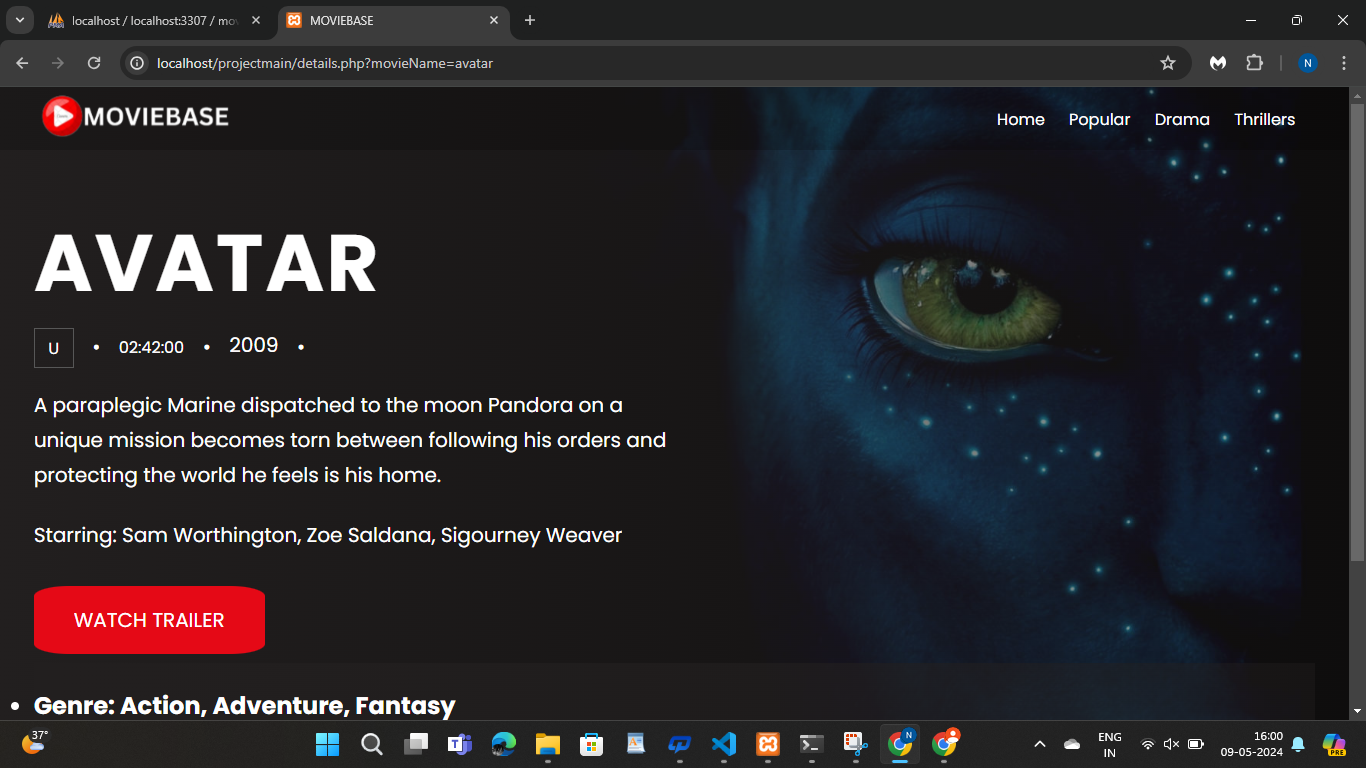 localhost / localhost:3307 / mov
MOVIEBASE
localhost/projectmain/details.php?movieName=avatar
N
MOVIEBASE
Home Popular Drama Thrillers
AVATAR
U • 02:42:00 • 2009 •
A paraplegic Marine dispatched to the moon Pandora on a
unique mission becomes torn between following his orders and
protecting the world he feels is his home.
Starring: Sam Worthington, Zoe Saldana, Sigourney Weaver
WATCH TRAILER
• Genre: Action, Adventure, Fantasy
37°
N
ENG
IN
16:00
09-05-2024
PRE